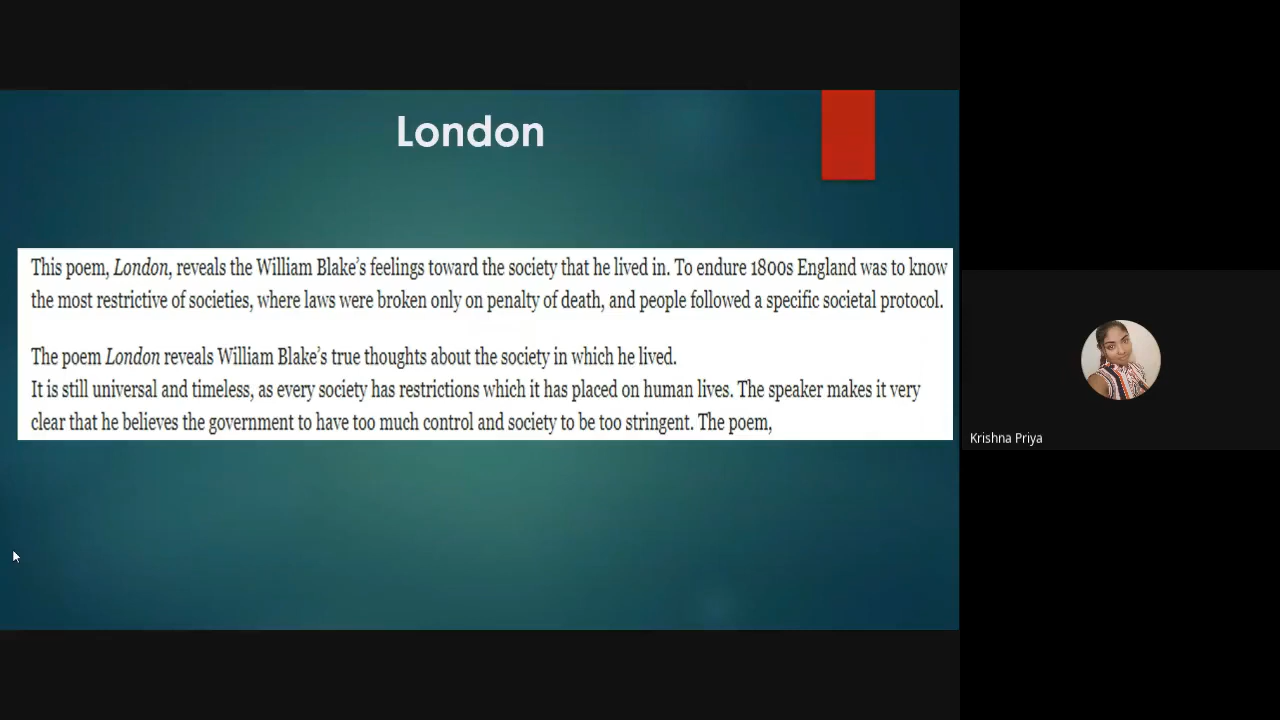 London
This poem, London, reveals the William Blake’s feelings toward the society that he lived in. To endure 1800s England was to know
the most restrictive of societies, where laws were broken only on penalty of death, and people followed a specific societal protocol.
The poem London reveals William Blake’s true thoughts about the society in which he lived.
It is still universal and timeless, as every society has restrictions which it has placed on human lives. The speaker makes it very
clear that he believes the government to have too much control and society to be too stringent. The poem,
Krishna Priya